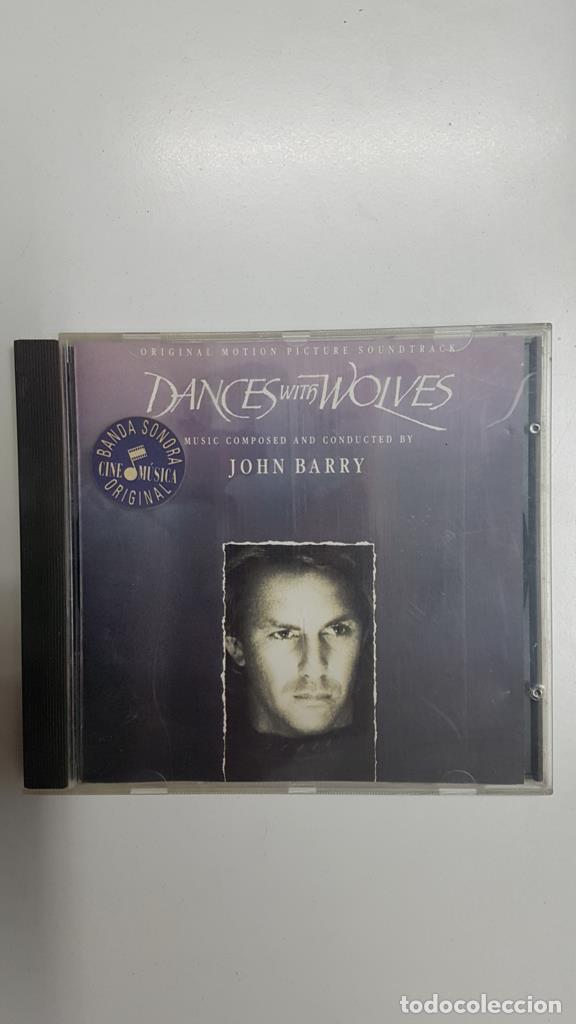 ORIGINAL MOTION PICTURE SOUNDTRACK
DANCES WITH WOLVES
MUSIC COMPOSED AND CONDUCTED BY
JOHN BARRY
BANDA SONORA
CINE MÚSICA
ORIGINAL
todocoleccion